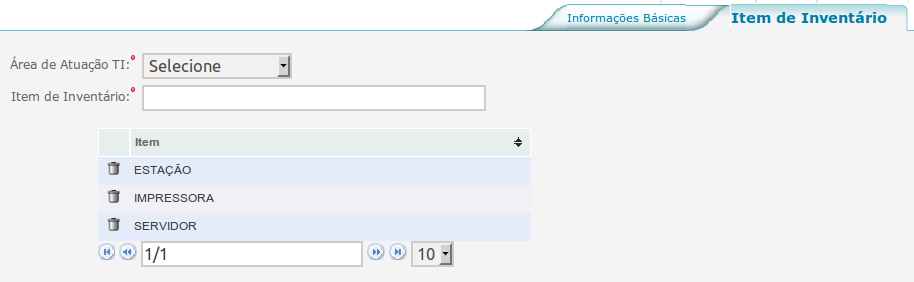 Informações Básicas
Item de Inventário
Área de Atuação TI:
Selecione
Item de Inventário:
Item
ESTAÇÃO
IMPRESSORA
SERVIDOR
1/1
10